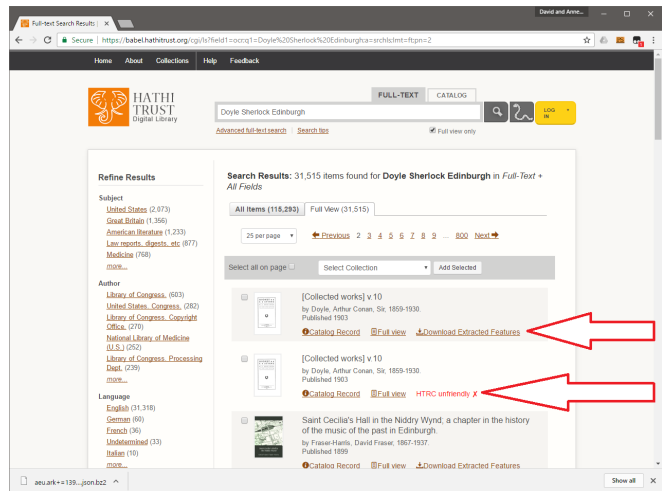 David and Anne...
Full-text Search Results |
Secure | https://babel.hathitrust.org/cgi/ls?field1=ocr;q1=Doyle%20Sherlock%20Edinburgh;a=srchls;lmt=ft;pn=2
Home About Collections Help Feedback
HATHI
TRUST
Digital Library
FULL-TEXT CATALOG
Doyle Sherlock Edinburgh
LOG
IN
Advanced full-text search Search tips Full view only
Refine Results
Subject
United States (2,073)
Great Britain (1,356)
American literature (1,233)
Law reports, digests, etc (877)
Medicine (768)
more...
Author
Library of Congress. (603)
United States. Congress. (282)
Library of Congress. Copyright
Office. (270)
National Library of Medicine
(U.S.) (252)
Library of Congress. Processing
Dept. (239)
more...
Language
English (31,318)
German (60)
French (36)
Undetermined (33)
Italian (10)
more...
Search Results: 31,515 items found for Doyle Sherlock Edinburgh in Full-Text +
All Fields
All Items (115,293) Full View (31,515)
25 per page Previous 2 3 4 5 6 7 8 9 ... 800 Next
Select all on page Select Collection Add Selected
[Collected works] v.10
by Doyle, Arthur Conan, Sir, 1859-1930.
Published 1903
Catalog Record Full view Download Extracted Features
[Collected works] v.10
by Doyle, Arthur Conan, Sir, 1859-1930.
Published 1903
Catalog Record Full view HTRC unfriendly ✗
Saint Cecilia's Hall in the Niddry Wynd; a chapter in the history
of the music of the past in Edinburgh.
by Fraser-Harris, David Fraser, 1867-1937.
Published 1899
Catalog Record Full view Download Extracted Features
aeu.ark+=139...json.bz2
Show all